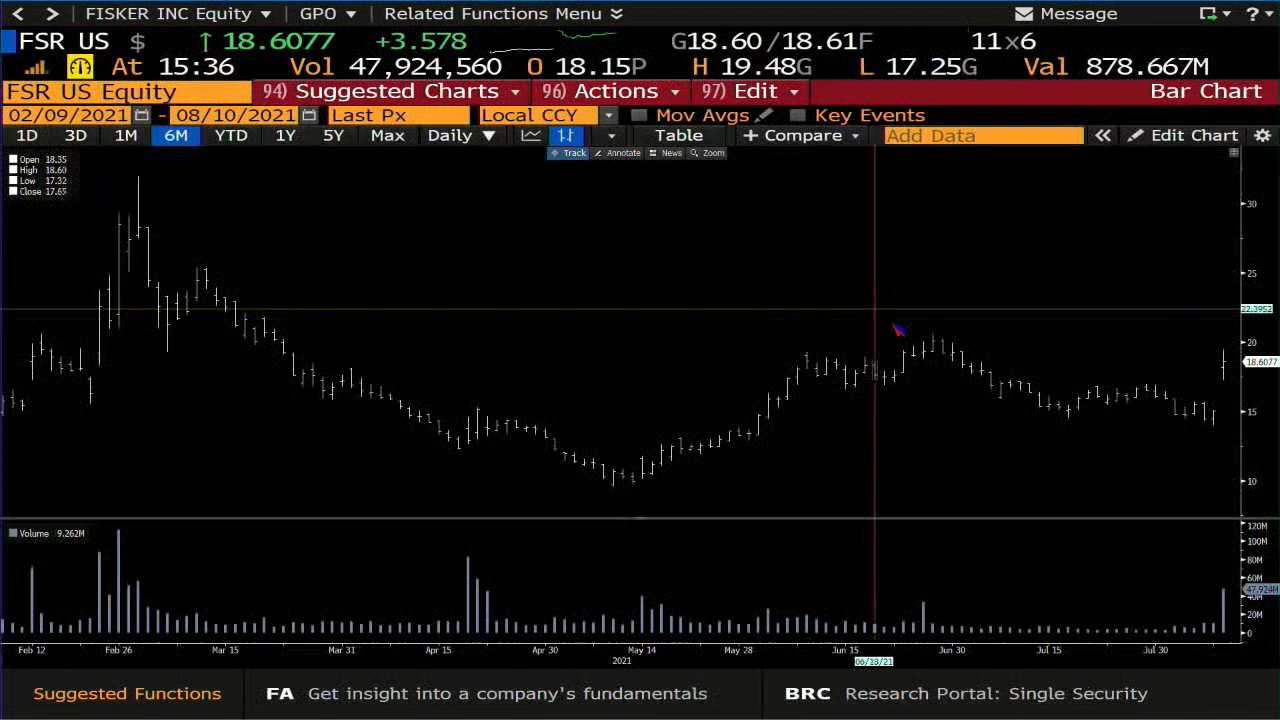 FISKER INC Equity GPO Related Functions Menu Message ?
FSR US $ ↑ 18.6077 +3.578 G18.60 /18.61F 11x6
At 15:36 Vol 47,924,560 O 18.15P H 19.48G L 17.25G Val 878.667M
FSR US Equity 94) Suggested Charts 96) Actions 97) Edit Bar Chart
02/09/2021 - 08/10/2021 Last Px Local CCY Mov Avgs Key Events
1D 3D 1M 6M YTD 1Y 5Y Max Daily ▼ Table + Compare Add Data « Edit Chart
Track Annotate News Zoom
Open 18.35
High 18.60
Low 17.32
Close 17.65
30
25
22.3952
20
18.6077
15
10
Volume 9.262M
120M
100M
80M
60M
47.924M
40M
20M
0
Feb 12 Feb 26 Mar 15 Mar 31 Apr 15 Apr 30 May 14 May 28 Jun 15 Jun 30 Jul 15 Jul 30
2021 06/18/21
Suggested Functions FA Get insight into a company's fundamentals BRC Research Portal: Single Security